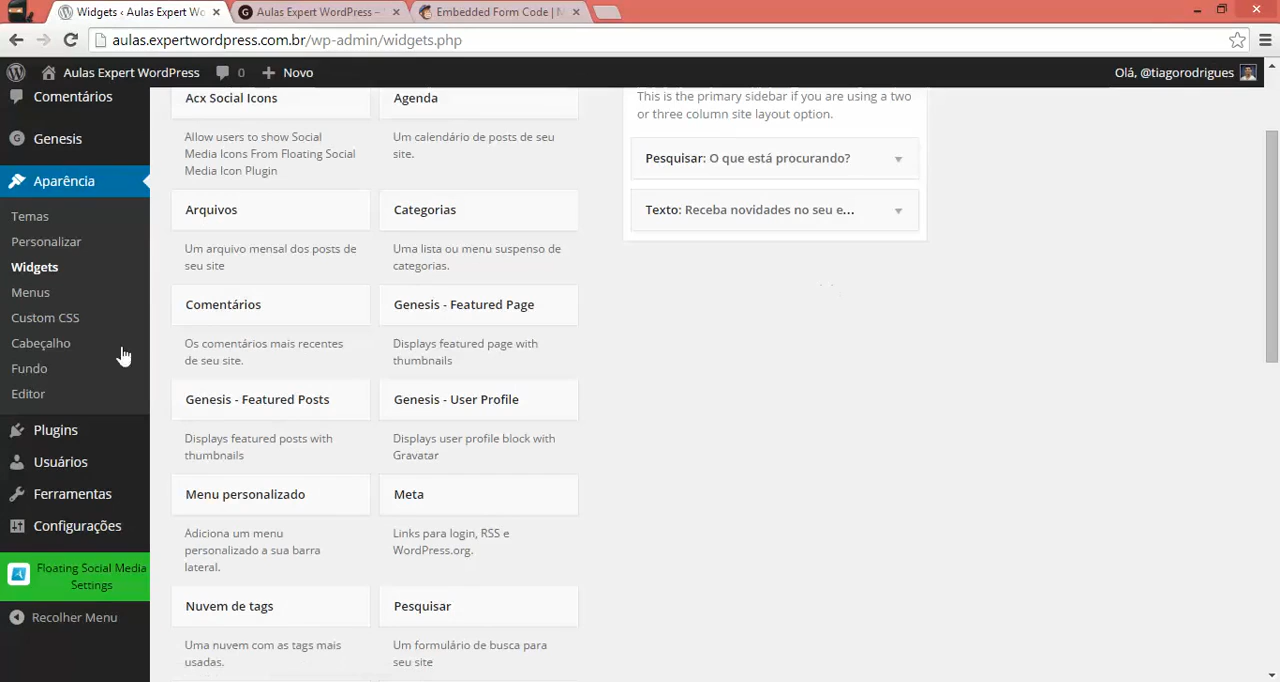 Widgets ‹ Aulas Expert Wo
Aulas Expert WordPress –
Embedded Form Code | M
aulas.expertwordpress.com.br/wp-admin/widgets.php
Aulas Expert WordPress
0
Novo
Olá, @tiagorodrigues
Comentários
Genesis
Aparência
Temas
Personalizar
Widgets
Menus
Custom CSS
Cabeçalho
Fundo
Editor
Plugins
Usuários
Ferramentas
Configurações
Floating Social Media
Settings
Recolher Menu
Acx Social Icons
Allow users to show Social
Media Icons From Floating Social
Media Icon Plugin
Agenda
Um calendário de posts de seu
site.
Arquivos
Um arquivo mensal dos posts de
seu site
Categorias
Uma lista ou menu suspenso de
categorias.
Comentários
Os comentários mais recentes
de seu site.
Genesis - Featured Page
Displays featured page with
thumbnails
Genesis - Featured Posts
Displays featured posts with
thumbnails
Genesis - User Profile
Displays user profile block with
Gravatar
Menu personalizado
Adiciona um menu
personalizado a sua barra
lateral.
Meta
Links para login, RSS e
WordPress.org.
Nuvem de tags
Uma nuvem com as tags mais
usadas.
Pesquisar
Um formulário de busca para
seu site
This is the primary sidebar if you are using a two
or three column site layout option.
Pesquisar: O que está procurando?
Texto: Receba novidades no seu e...